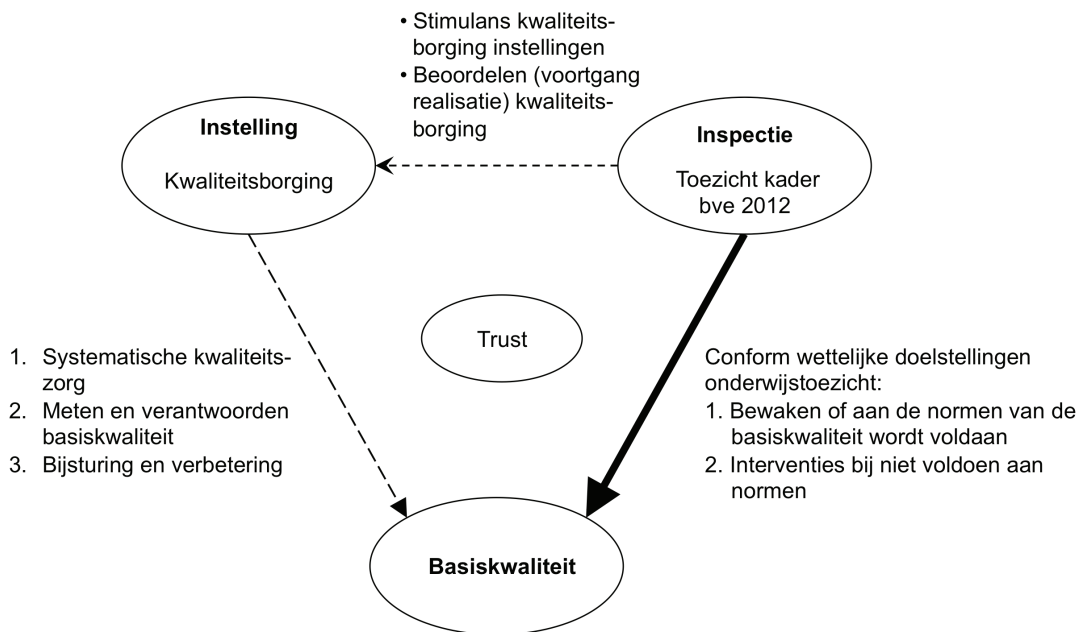 • Stimulans kwaliteits-
borging instellingen
• Beoordelen (voortgang
realisatie) kwaliteits-
borging
Instelling
Kwaliteitsborging
Inspectie
Toezicht kader
bve 2012
Trust
1. Systematische kwaliteits-
zorg
2. Meten en verantwoorden
basiskwaliteit
3. Bijsturing en verbetering
Conform wettelijke doelstellingen
onderwijstoezicht:
1. Bewaken of aan de normen van de
basiskwaliteit wordt voldaan
2. Interventies bij niet voldoen aan
normen
Basiskwaliteit